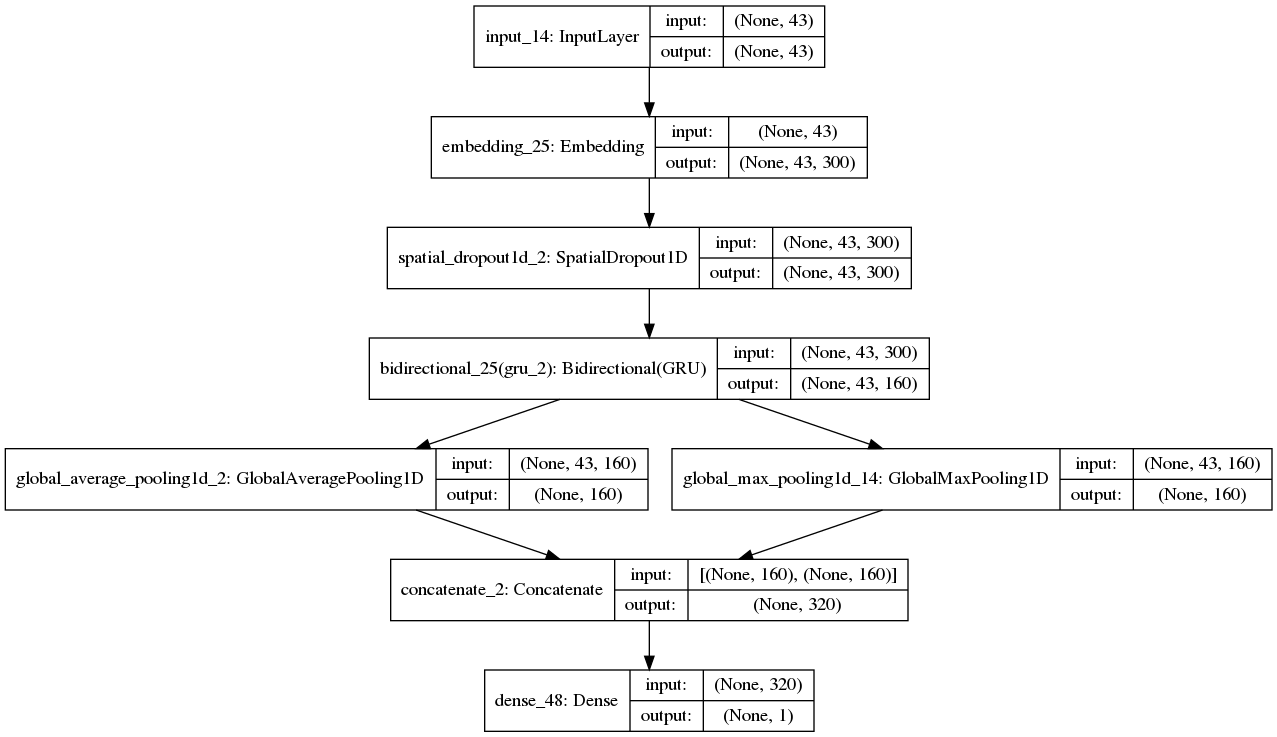 input_14: InputLayer
input:
(None, 43)
output:
(None, 43)
embedding_25: Embedding
input:
(None, 43)
output:
(None, 43, 300)
spatial_dropout1d_2: SpatialDropout1D
input:
(None, 43, 300)
output:
(None, 43, 300)
bidirectional_25(gru_2): Bidirectional(GRU)
input:
(None, 43, 300)
output:
(None, 43, 160)
global_average_pooling1d_2: GlobalAveragePooling1D
input:
(None, 43, 160)
output:
(None, 160)
global_max_pooling1d_14: GlobalMaxPooling1D
input:
(None, 43, 160)
output:
(None, 160)
concatenate_2: Concatenate
input:
[(None, 160), (None, 160)]
output:
(None, 320)
dense_48: Dense
input:
(None, 320)
output:
(None, 1)